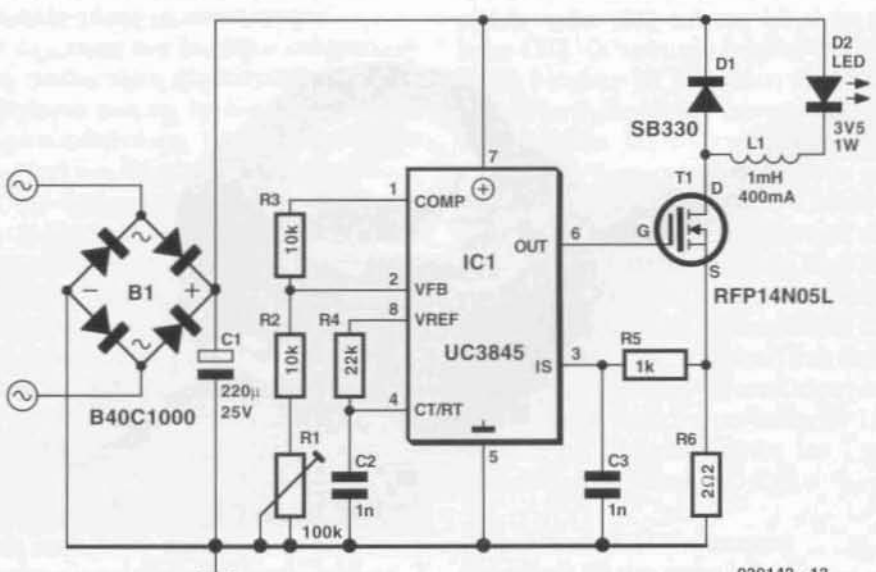 D1
D2
LED
SB330
3V5
1W
L1
1mH
400mA
T1
D
G
S
RFP14N05L
7
1
COMP
R3
10k
IC1
OUT
6
2
VFB
8
VREF
R2
10k
R4
22k
UC3845
IS
3
R5
1k
4
CT/RT
5
B1
B40C1000
C1
220µ
25V
R1
100k
C2
1n
C3
1n
R6
2Ω2